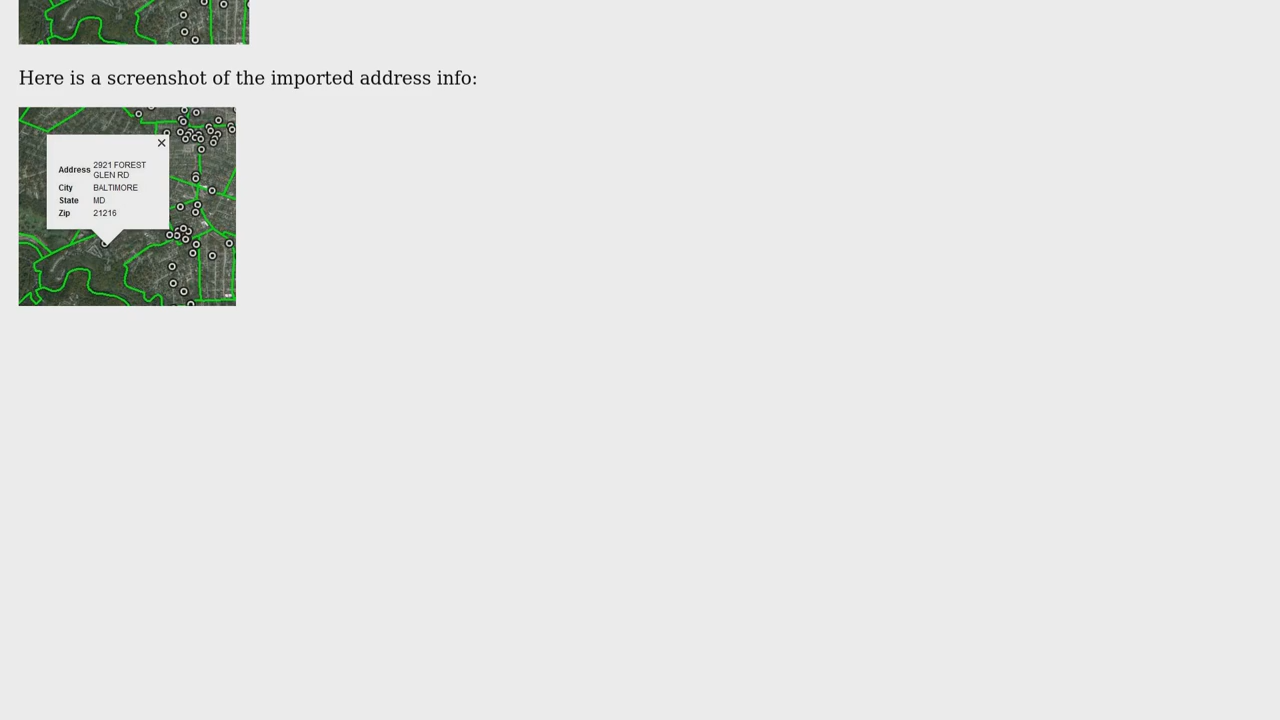 Here is a screenshot of the imported address info:
Address 2921 FOREST
GLEN RD
City BALTIMORE
State MD
Zip 21216